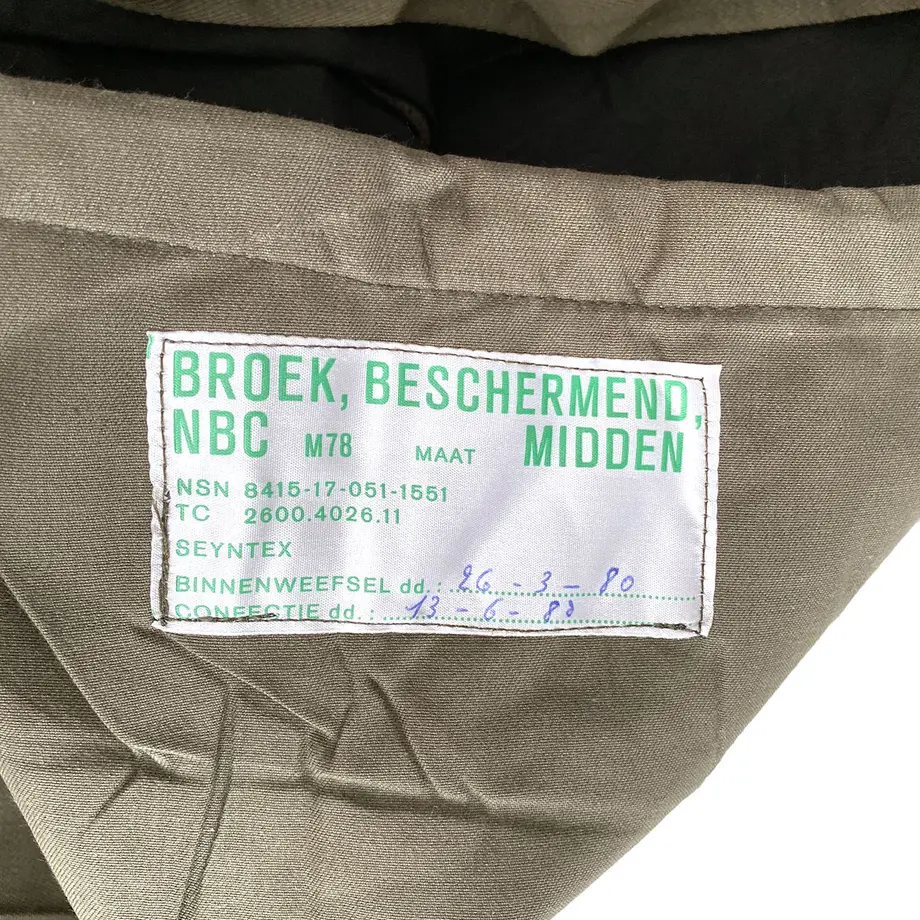 BROEK, BESCHERMEND,
NBC M78 MAAT MIDDEN
NSN 8415-17-051-1551
TC 2600.4026.11
SEYNTEX
BINNENWEEFSEL dd.: 26-3-80
CONFECTIE dd.: 13-6-